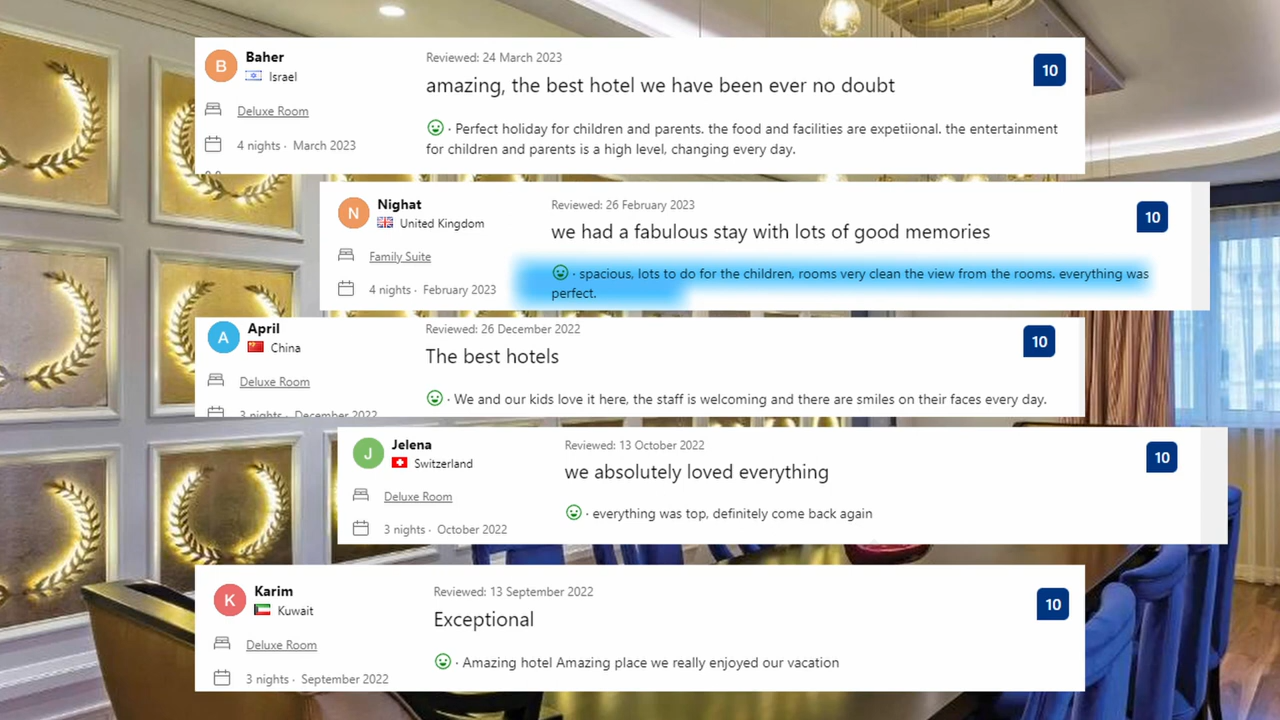 B
Baher
Israel
Deluxe Room
4 nights · March 2023
Reviewed: 24 March 2023
amazing, the best hotel we have been ever no doubt
· Perfect holiday for children and parents. the food and facilities are expetiional. the entertainment
for children and parents is a high level, changing every day.
10
N
Nighat
United Kingdom
Family Suite
4 nights · February 2023
Reviewed: 26 February 2023
we had a fabulous stay with lots of good memories
· spacious, lots to do for the children, rooms very clean the view from the rooms. everything was
perfect.
10
A
April
China
Deluxe Room
3 nights · December 2022
Reviewed: 26 December 2022
The best hotels
· We and our kids love it here, the staff is welcoming and there are smiles on their faces every day.
10
J
Jelena
Switzerland
Deluxe Room
3 nights · October 2022
Reviewed: 13 October 2022
we absolutely loved everything
· everything was top, definitely come back again
10
K
Karim
Kuwait
Deluxe Room
3 nights · September 2022
Reviewed: 13 September 2022
Exceptional
· Amazing hotel Amazing place we really enjoyed our vacation
10